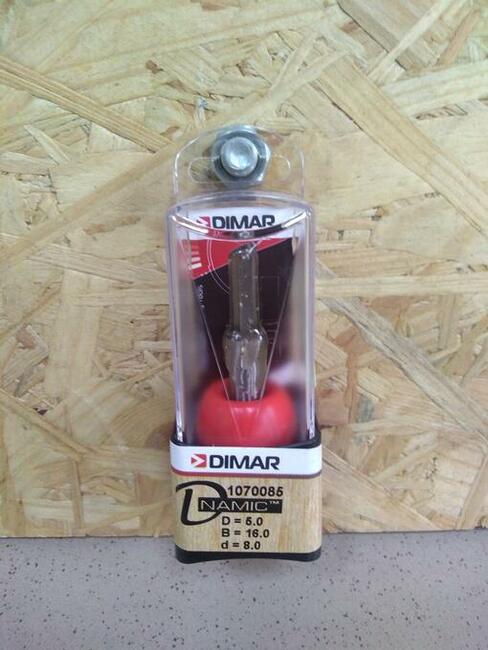 DIMAR
DIMAR
1070085
DNAMIC™
D = 5.0
B = 16.0
d = 8.0